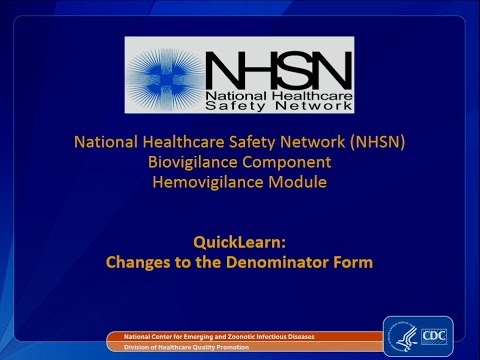 NHSN
National Healthcare
Safety Network
National Healthcare Safety Network (NHSN)
Biovigilance Component
Hemovigilance Module
QuickLearn:
Changes to the Denominator Form
National Center for Emerging and Zoonotic Infectious Diseases
Division of Healthcare Quality Promotion
CDC